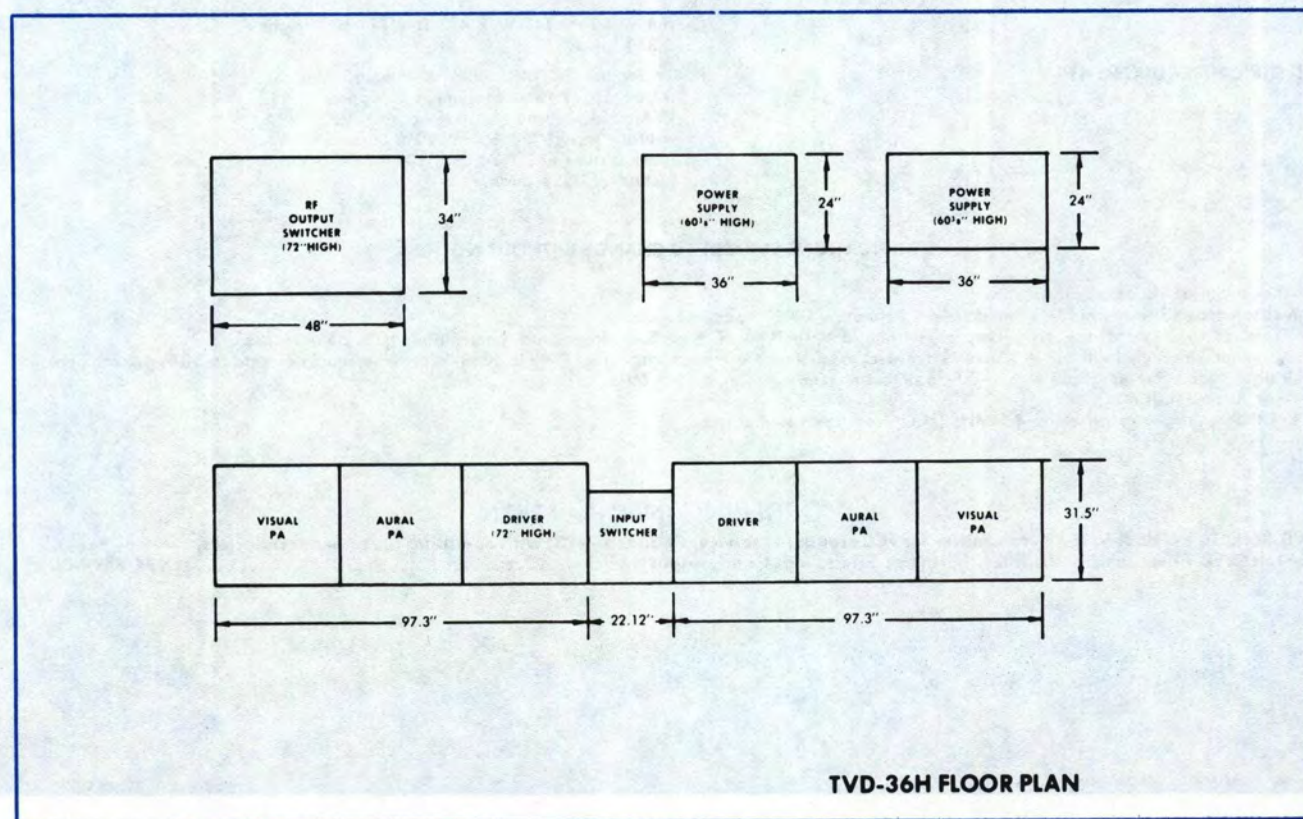 RF
OUTPUT
SWITCHER
(72"HIGH)
34"
48"
POWER
SUPPLY
(60⅛" HIGH)
24"
36"
POWER
SUPPLY
(60⅛" HIGH)
24"
36"
VISUAL
PA
AURAL
PA
DRIVER
(72" HIGH)
INPUT
SWITCHER
DRIVER
AURAL
PA
VISUAL
PA
31.5"
97.3"
22.12"
97.3"
TVD-36H FLOOR PLAN